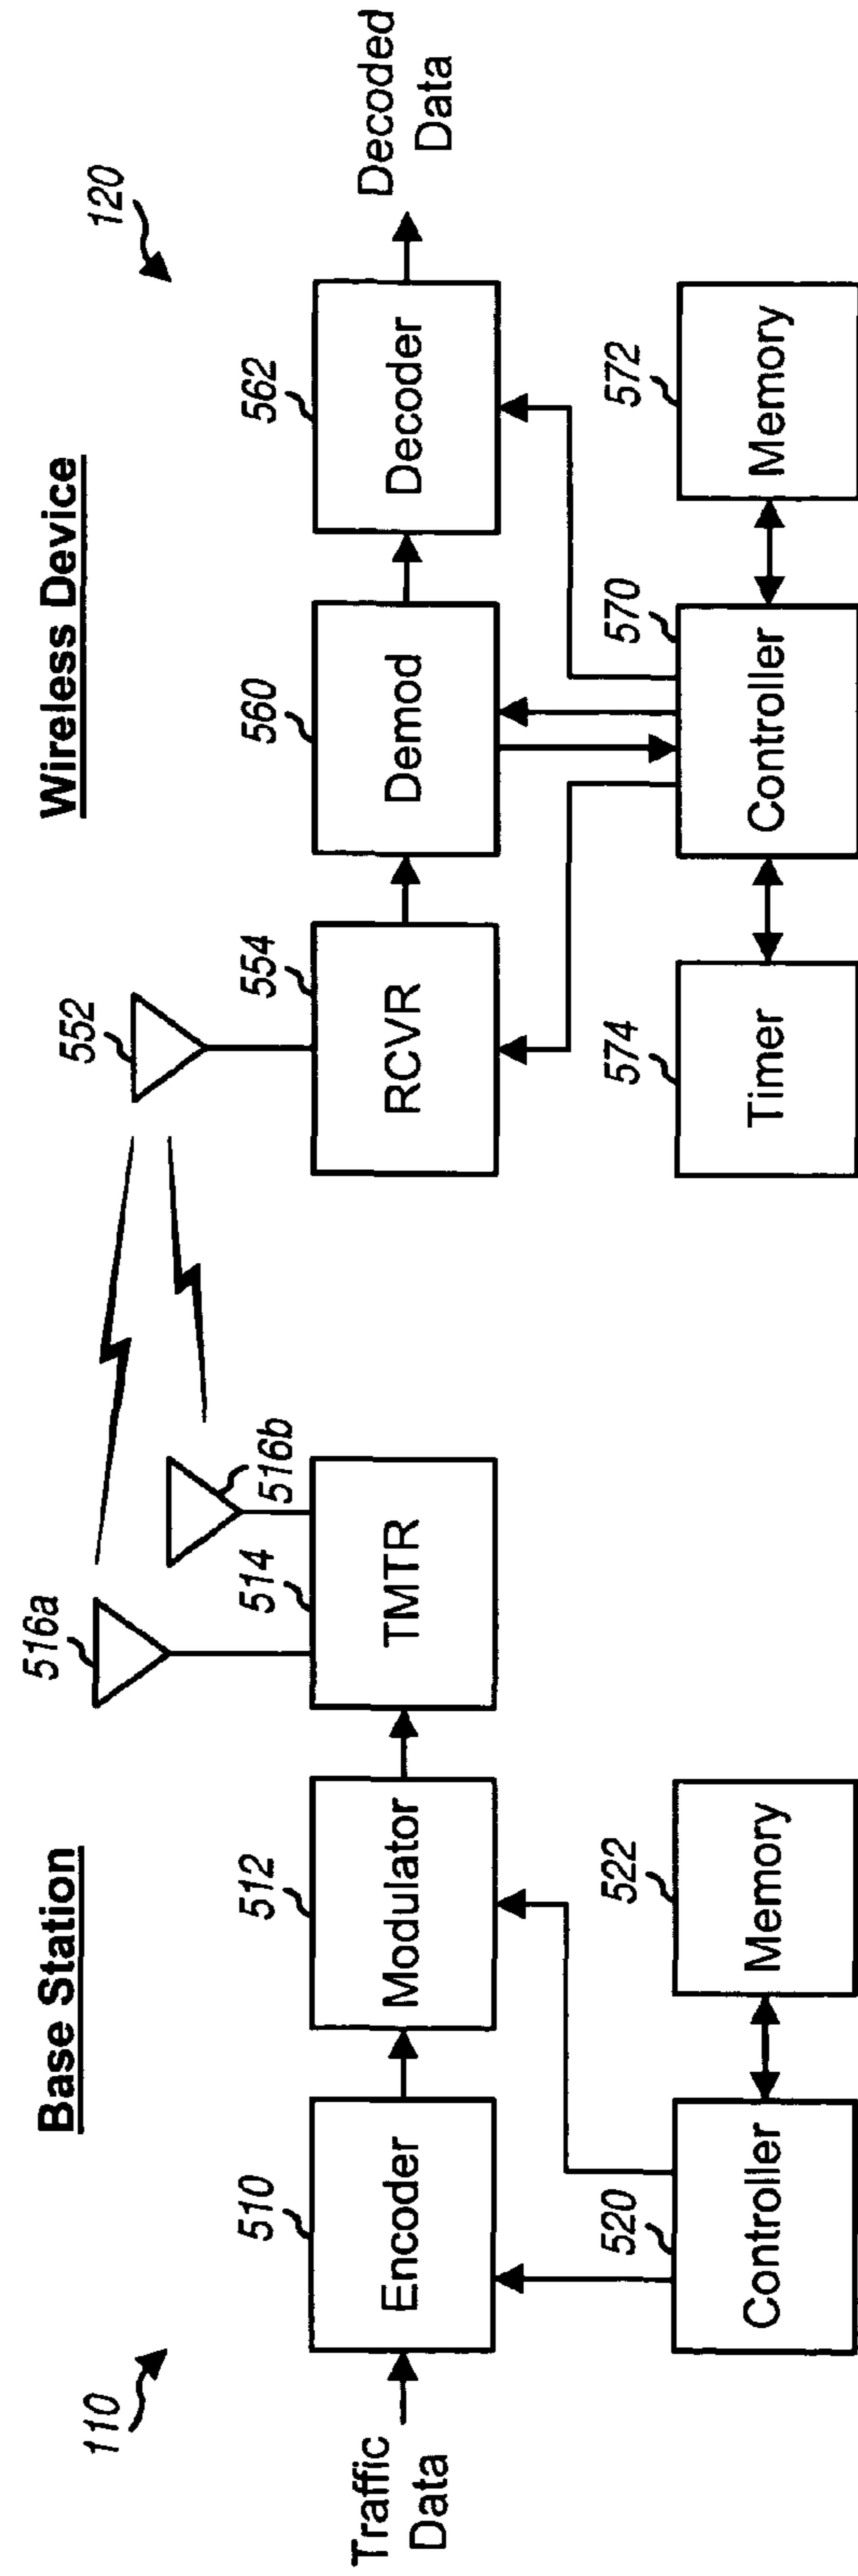 Base Station
Wireless Device
110
120
516a
516b
552
510
512
514
554
560
562
Traffic
Data
Encoder
Modulator
TMTR
RCVR
Demod
Decoder
Decoded
Data
520
522
574
570
572
Controller
Memory
Timer
Controller
Memory